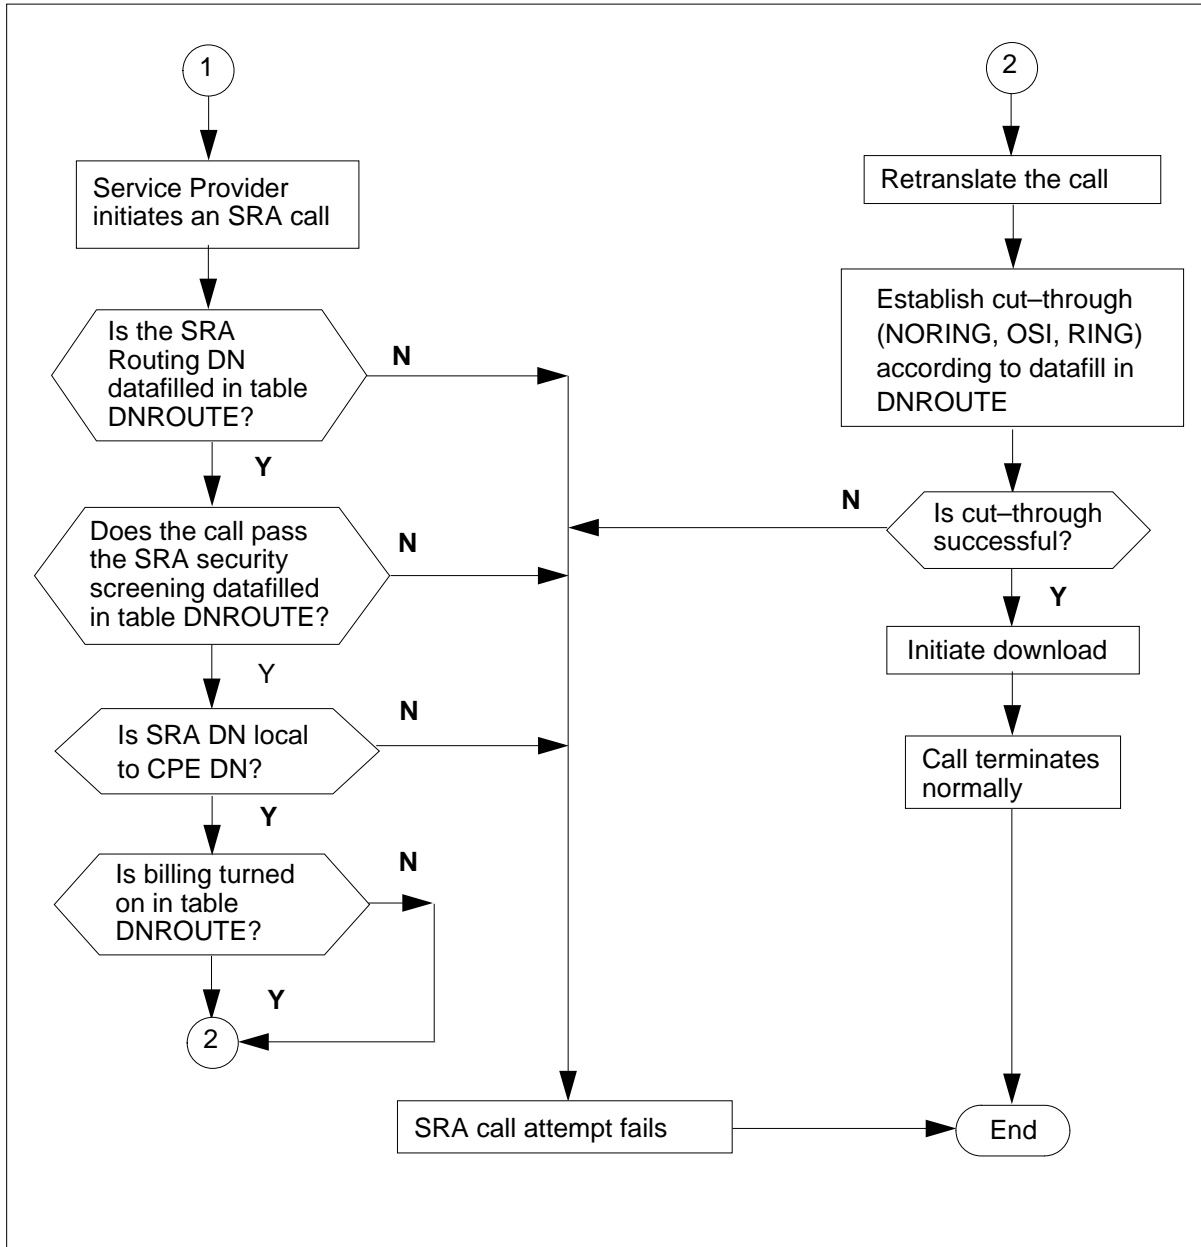 1
Service Provider
initiates an SRA call
Is the SRA
Routing DN
datafilled in table
DNROUTE?
N
Y
Does the call pass
the SRA security
screening datafilled
in table DNROUTE?
N
Y
Is SRA DN local
to CPE DN?
N
Y
Is billing turned
on in table
DNROUTE?
N
Y
2
SRA call attempt fails
2
Retranslate the call
Establish cut–through
(NORING, OSI, RING)
according to datafill in
DNROUTE
Is cut–through
successful?
N
Y
Initiate download
Call terminates
normally
End